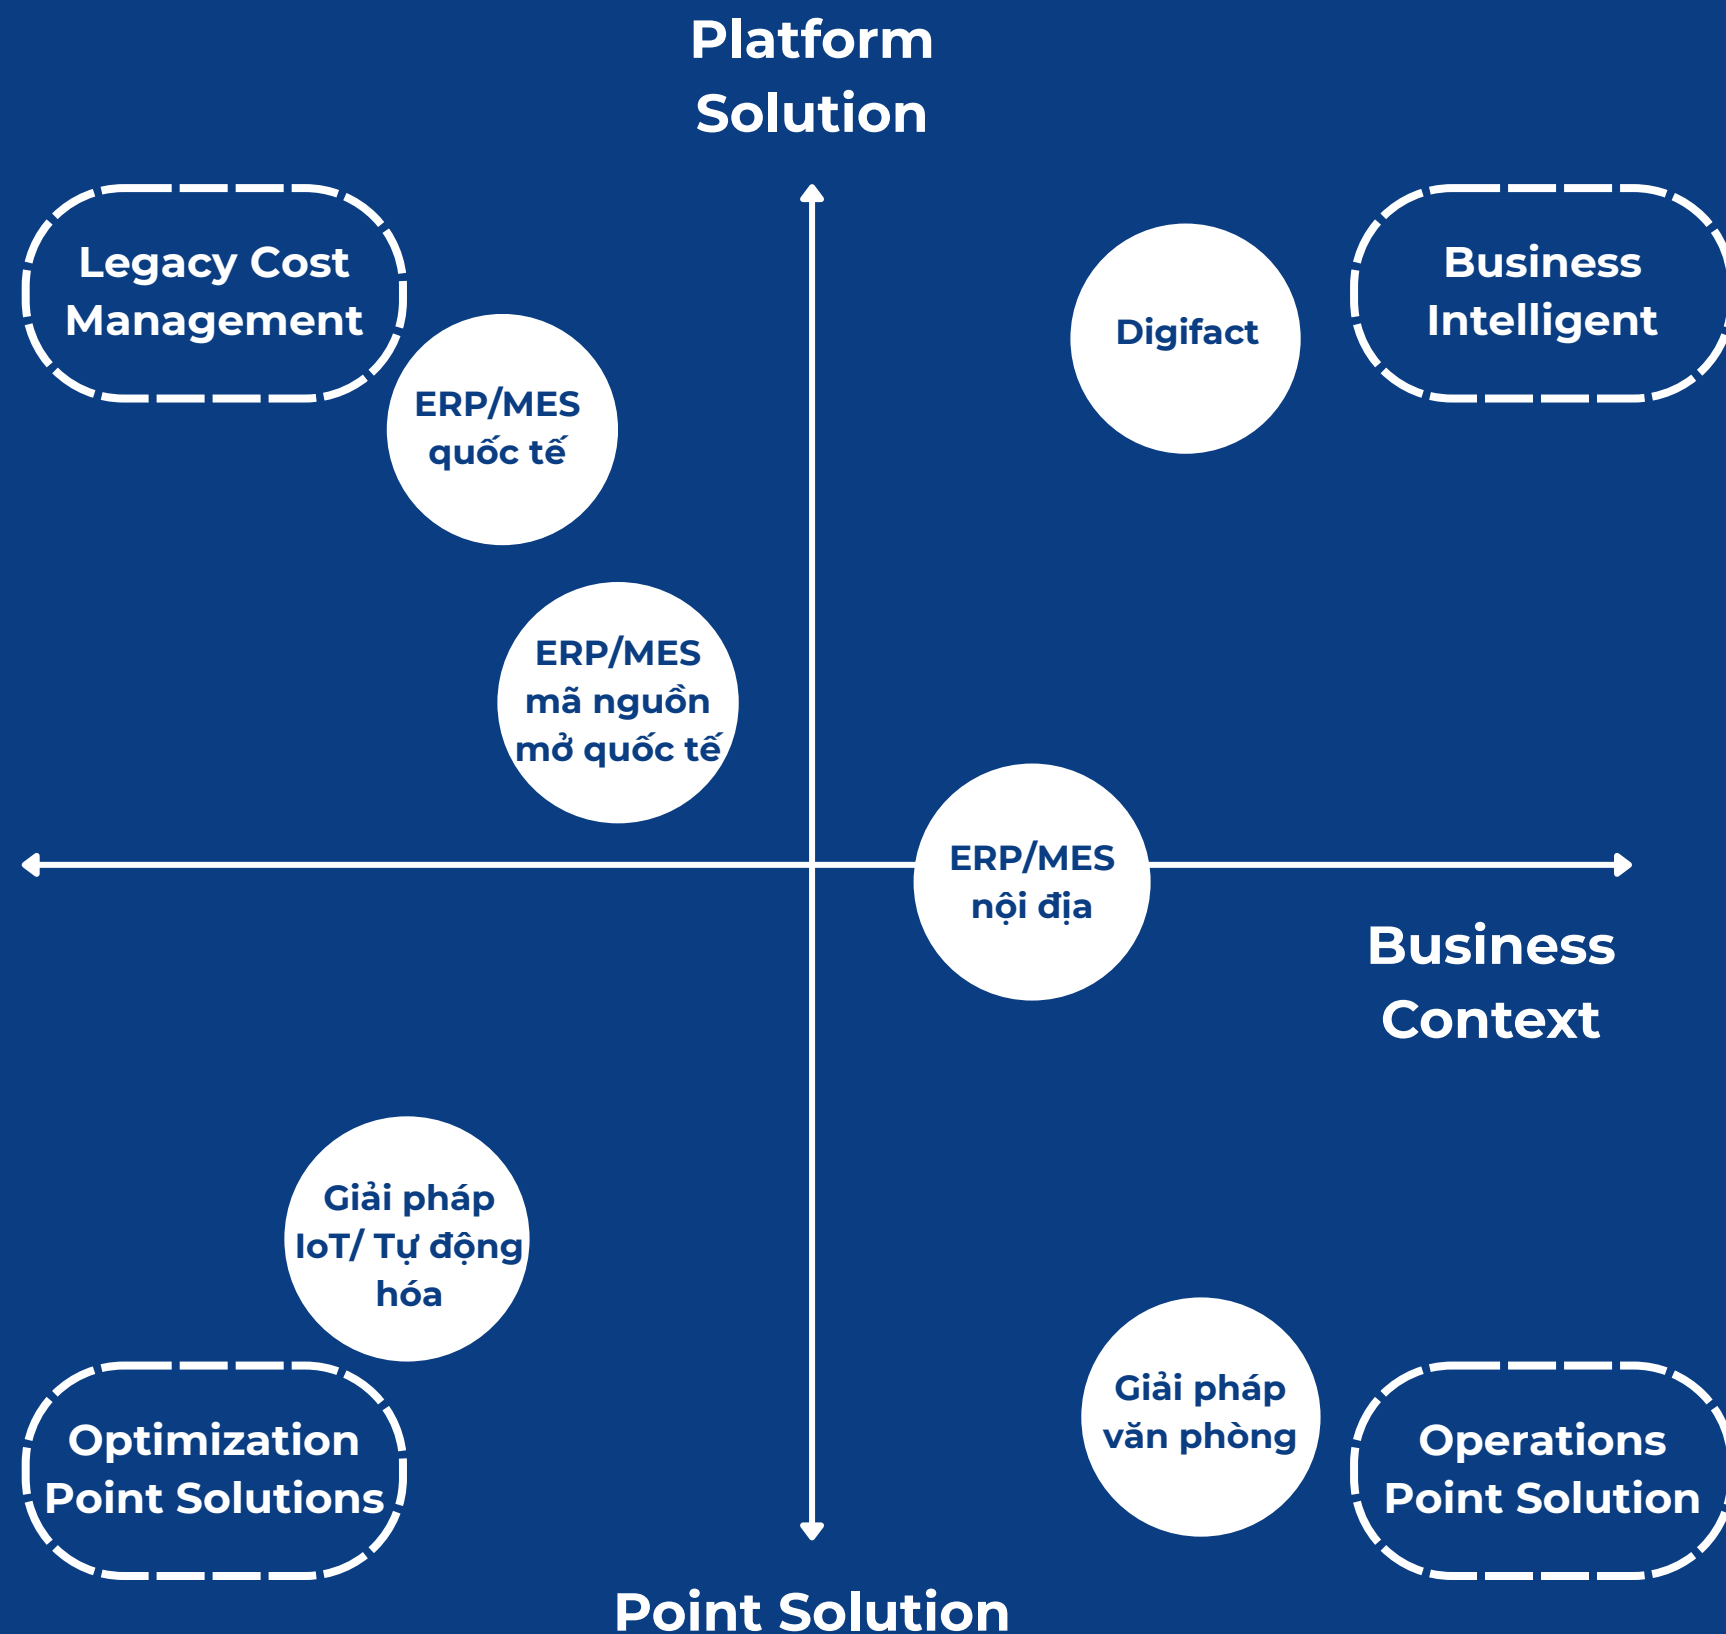 Platform
Solution
Legacy Cost
Management
Business
Intelligent
Digifact
ERP/MES
quốc tế
ERP/MES
mã nguồn
mở quốc tế
ERP/MES
nội địa
Business
Context
Giải pháp
IoT/ Tự động
hóa
Giải pháp
văn phòng
Optimization
Point Solutions
Operations
Point Solution
Point Solution